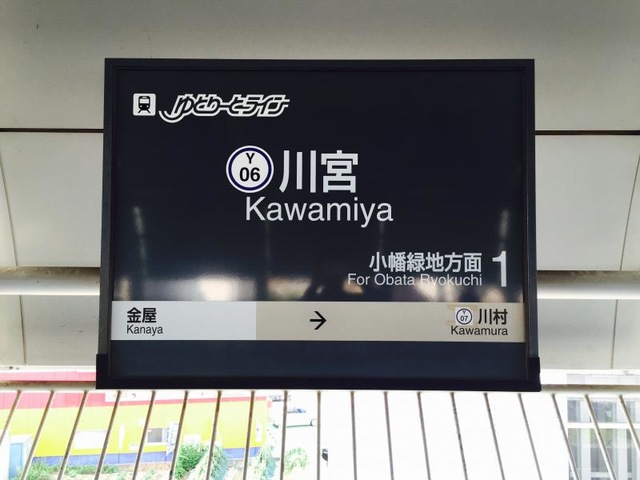 ゆとりーとライン
Y
06
川宮
Kawamiya
小幡緑地方面 1
For Obata Ryokuchi
金屋
Kanaya
→
Y
07
川村
Kawamura